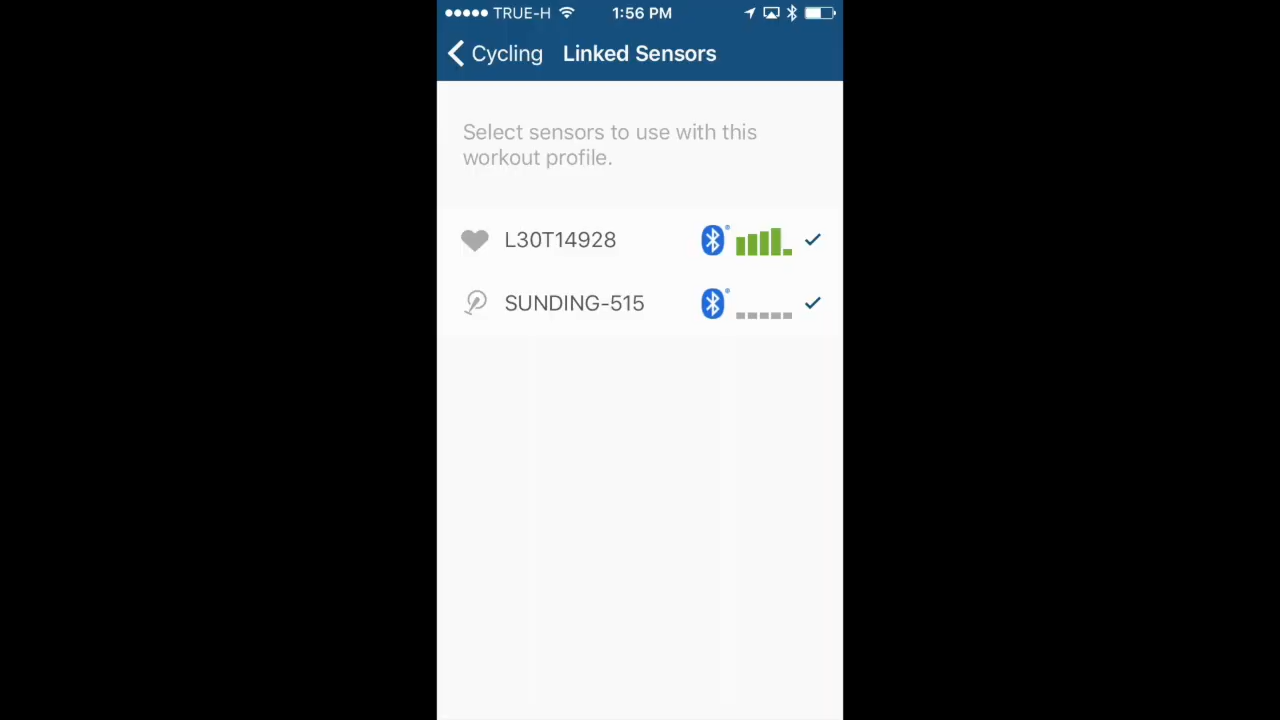 TRUE-H 1:56 PM
Cycling Linked Sensors
Select sensors to use with this
workout profile.
L30T14928
SUNDING-515